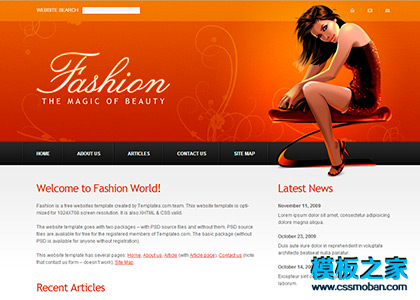 WEBSITE SEARCH
Fashion
THE MAGIC OF BEAUTY
HOME ABOUT US ARTICLES CONTACT US SITE MAP
Welcome to Fashion World!
Fashion is a free websites template created by Templates.com team. This website template is opti-
mized for 1024X768 screen resolution. It is also XHTML & CSS valid.
The website template goes with two packages – with PSD source files and without them. PSD source
files are available for free for the registered members of Templates.com. The basic package (without
PSD is available for anyone without registration).
This website template has several pages: Home, About us, Article (with Article page), Contact us (note
that contact us form – doesn't work), Site Map.
Recent Articles
Latest News
November 11, 2009
Lorem ipsum dolor sit amet, consectetur adipisicing
dolore magna aliqua.
October 23, 2009
Duis aute irure dolor in reprehenderit in voluptate
architecto beatae vitae
October 14, 20
Excepteur sint
laborum.
模板之家
www.cssmoban.com